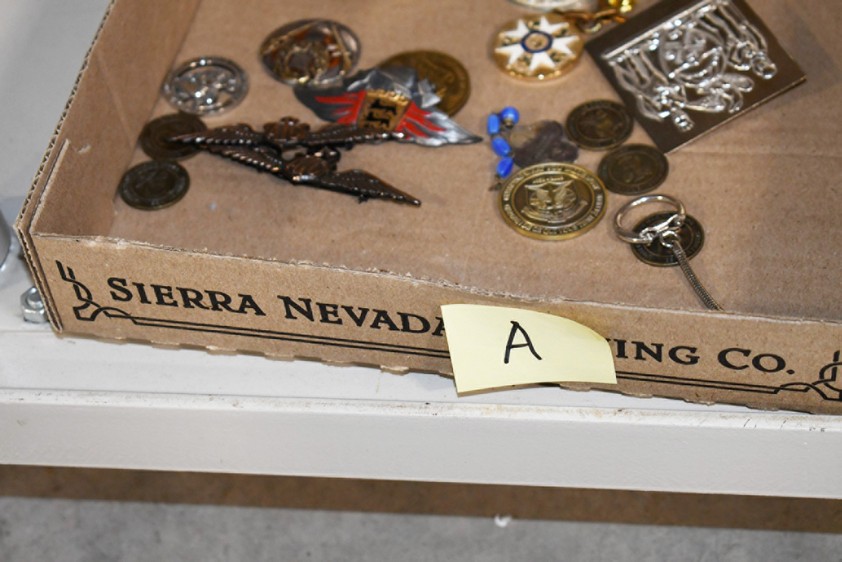 SIERRA NEVADA ING CO.
A